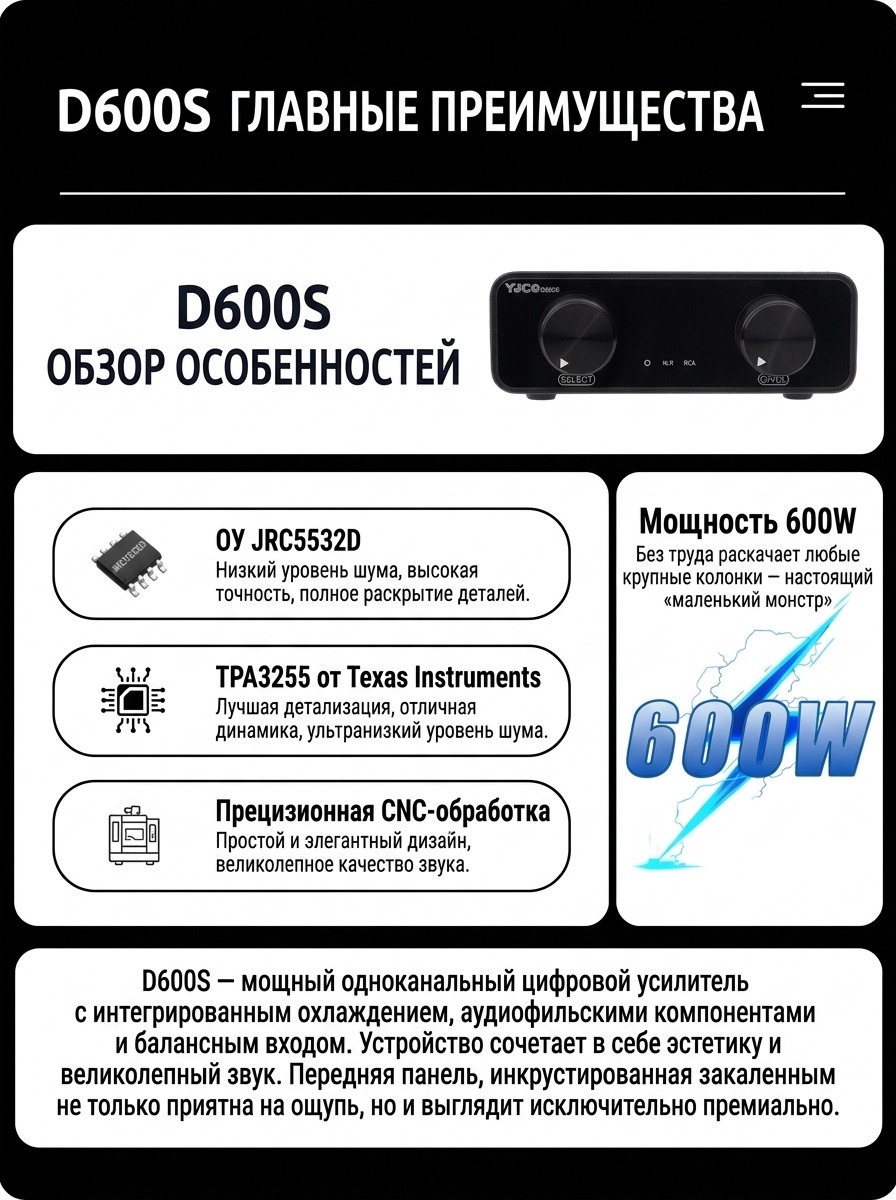 D600S ГЛАВНЫЕ ПРЕИМУЩЕСТВА
D600S
ОБЗОР ОСОБЕННОСТЕЙ
YJCO
SELECT
RCA
ОУ JRC5532D
Низкий уровень шума, высокая
точность, полное раскрытие деталей.
TPA3255 от Texas Instruments
Лучшая детализация, отличная
динамика, ультранизкий уровень шума.
Прецизионная CNC-обработка
Простой и элегантный дизайн,
великолепное качество звука.
Мощность 600W
Без труда раскачает любые
крупные колонки — настоящий
«маленький монстр»
600W
D600S — мощный одноканальный цифровой усилитель
с интегрированным охлаждением, аудиофильскими компонентами
и балансным входом. Устройство сочетает в себе эстетику и
великолепный звук. Передняя панель, инкрустированная закаленным
не только приятна на ощупь, но и выглядит исключительно премиально.